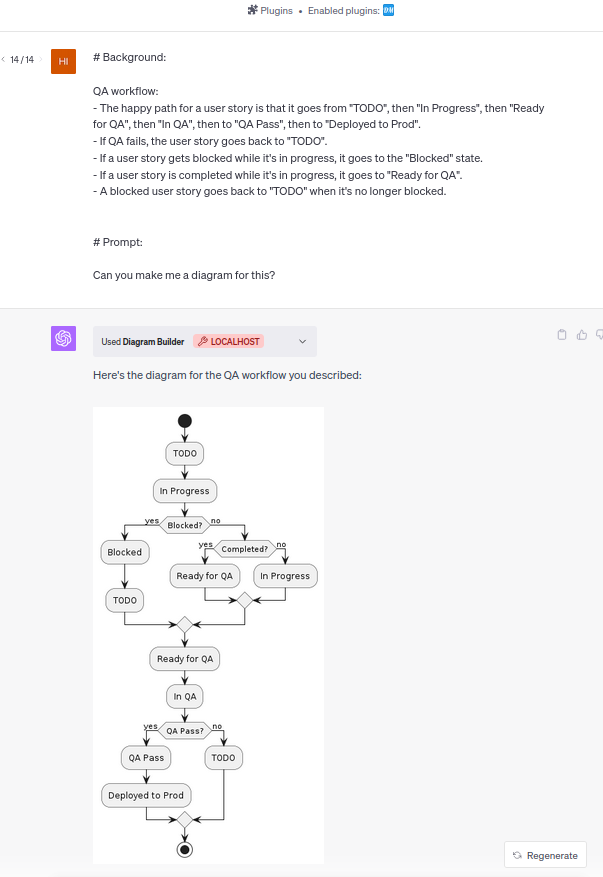 Plugins • Enabled plugins:
14 / 14
HI
# Background:
QA workflow:
- The happy path for a user story is that it goes from "TODO", then "In Progress", then "Ready
for QA", then "In QA", then to "QA Pass", then to "Deployed to Prod".
- If QA fails, the user story goes back to "TODO".
- If a user story gets blocked while it's in progress, it goes to the "Blocked" state.
- If a user story is completed while it's in progress, it goes to "Ready for QA".
- A blocked user story goes back to "TODO" when it's no longer blocked.
# Prompt:
Can you make me a diagram for this?
Used Diagram Builder LOCALHOST
Here's the diagram for the QA workflow you described:
TODO
In Progress
yes Blocked? no
Blocked
yes Completed? no
Ready for QA In Progress
TODO
Ready for QA
In QA
yes QA Pass? no
QA Pass TODO
Deployed to Prod
Regenerate